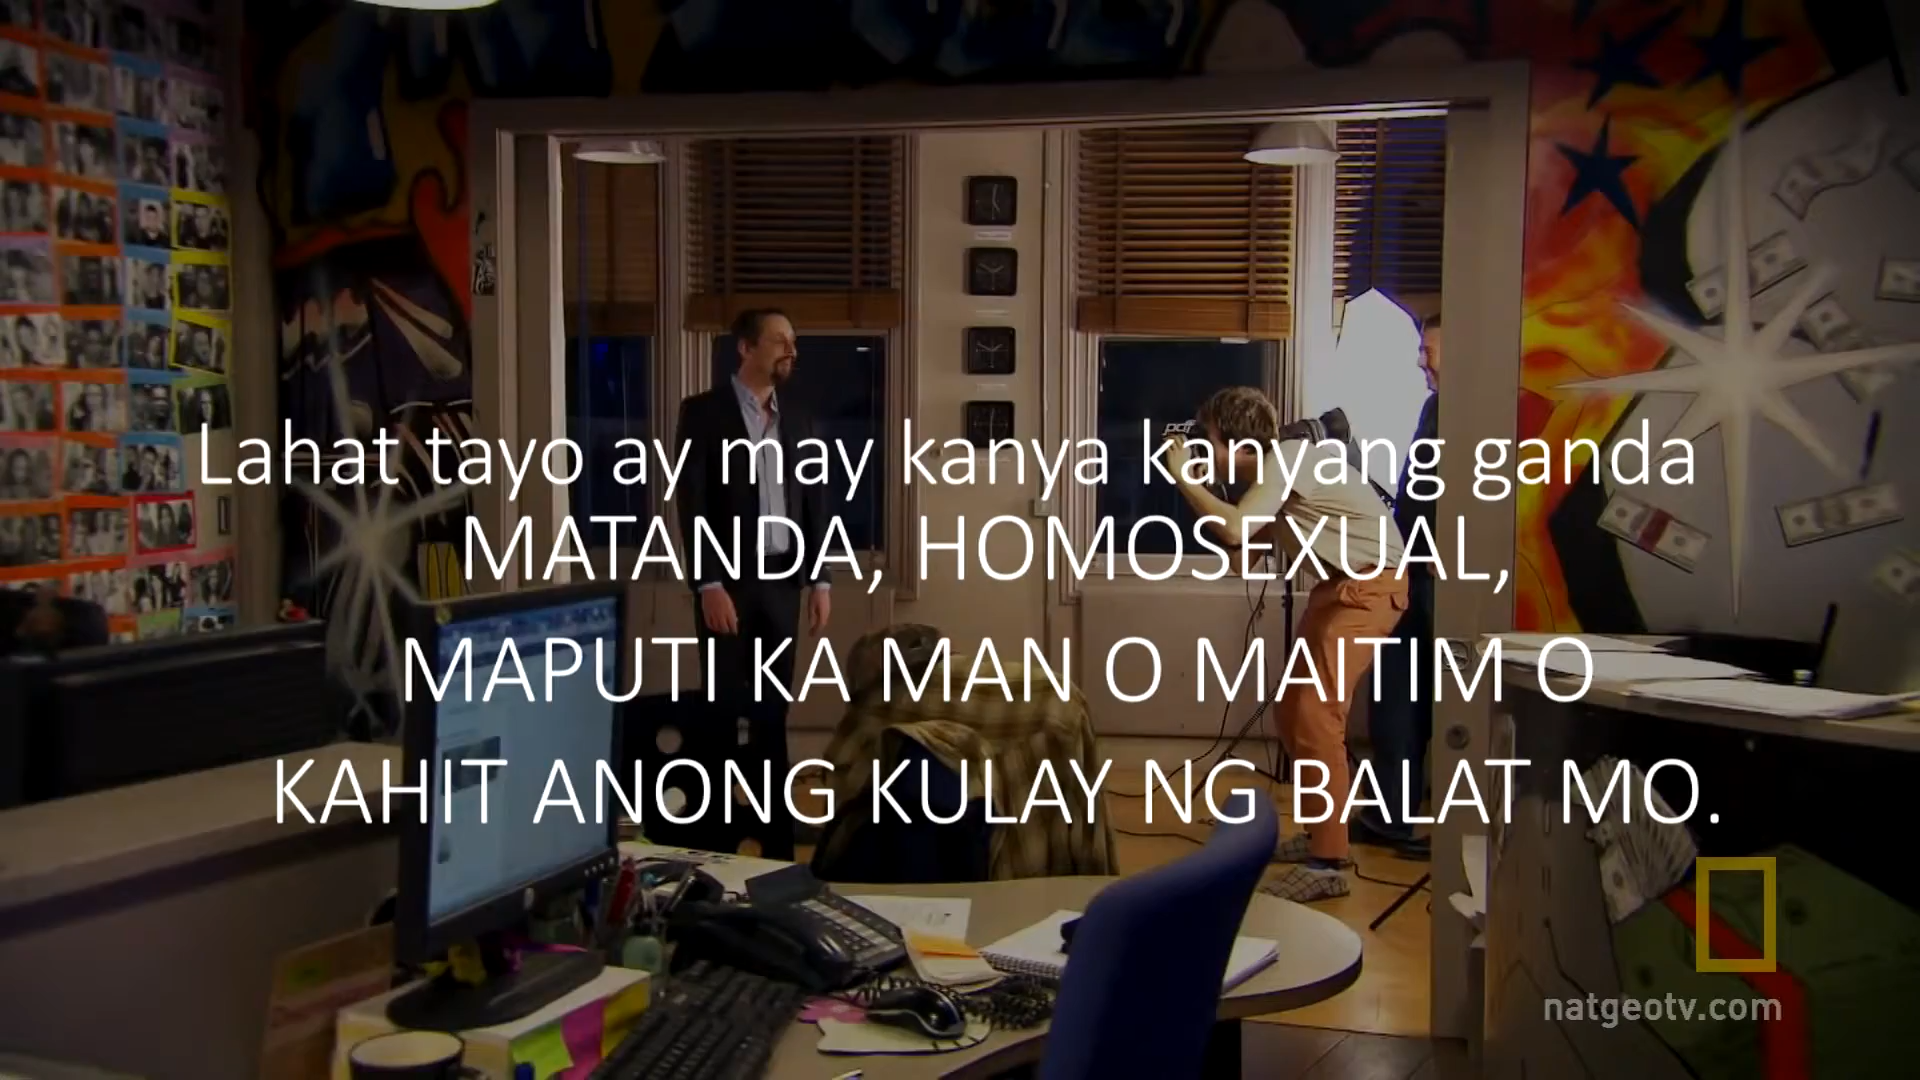 Lahat tayo ay may kanya kanyang ganda
MATANDA, HOMOSEXUAL,
MAPUTI KA MAN O MAITIM O
KAHIT ANONG KULAY NG BALAT MO.
natgeotv.com